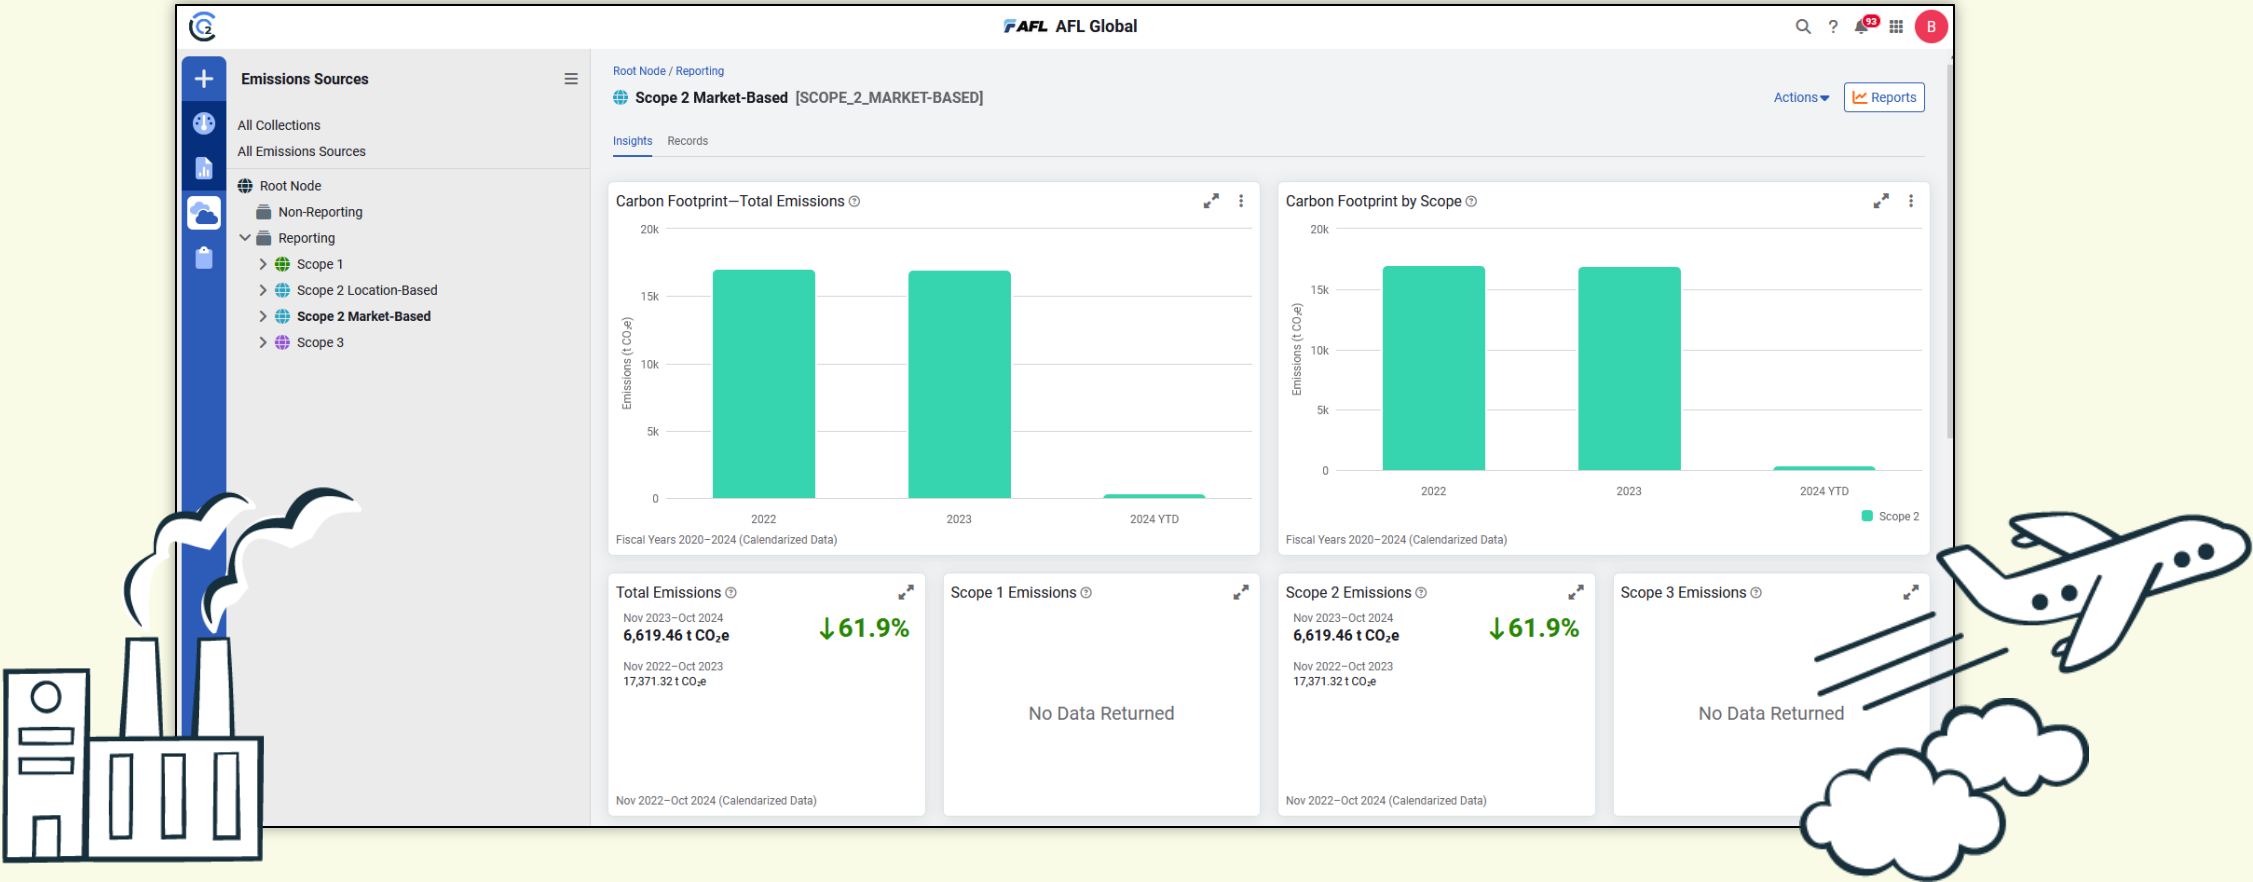 AFL AFL Global
93
B
Emissions Sources
All Collections
All Emissions Sources
Root Node
Non-Reporting
Reporting
Scope 1
Scope 2 Location-Based
Scope 2 Market-Based
Scope 3
Root Node / Reporting
Scope 2 Market-Based [SCOPE_2_MARKET-BASED]
Actions
Reports
Insights Records
Carbon Footprint—Total Emissions
20k
15k
10k
5k
0
Emissions (t CO₂e)
2022 2023 2024 YTD
Fiscal Years 2020–2024 (Calendarized Data)
Carbon Footprint by Scope
20k
15k
10k
5k
0
Emissions (t CO₂e)
2022 2023 2024 YTD
Scope 2
Fiscal Years 2020–2024 (Calendarized Data)
Total Emissions
Nov 2023–Oct 2024
6,619.46 t CO₂e
↓61.9%
Nov 2022–Oct 2023
17,371.32 t CO₂e
Nov 2022–Oct 2024 (Calendarized Data)
Scope 1 Emissions
No Data Returned
Scope 2 Emissions
Nov 2023–Oct 2024
6,619.46 t CO₂e
↓61.9%
Nov 2022–Oct 2023
17,371.32 t CO₂e
Nov 2022–Oct 2024 (Calendarized Data)
Scope 3 Emissions
No Data Returned